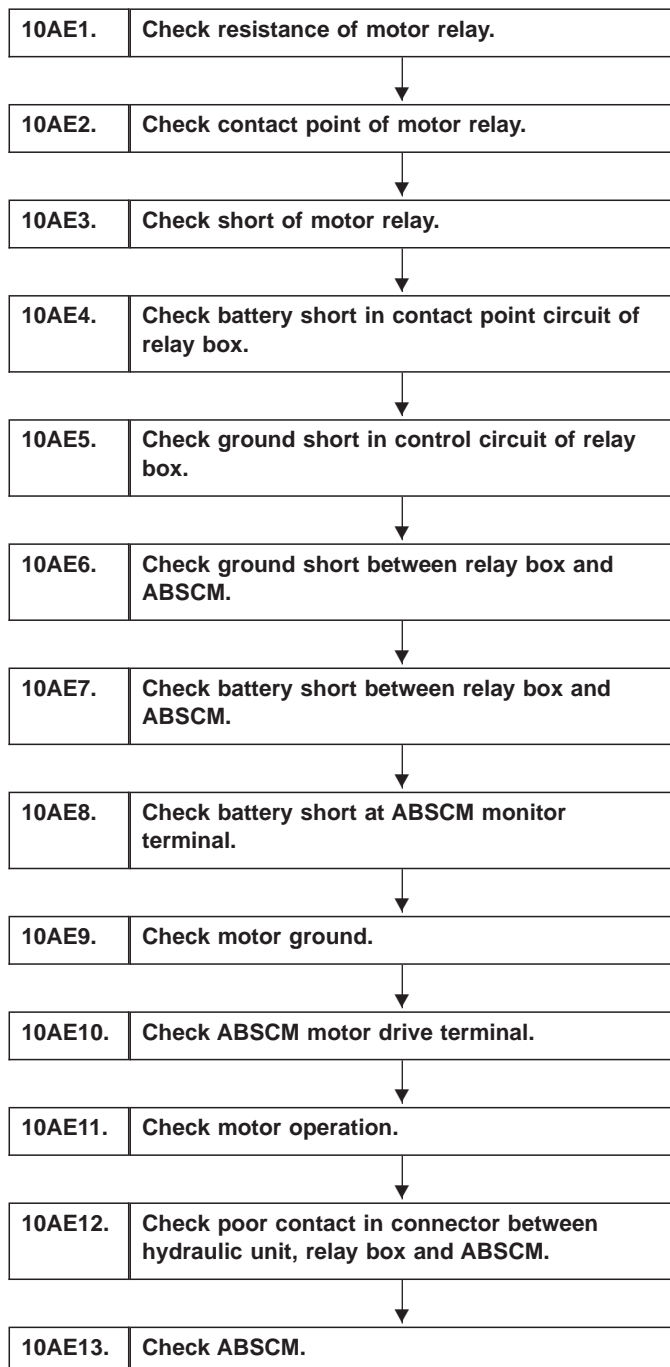 10AE1. Check resistance of motor relay.
10AE2. Check contact point of motor relay.
10AE3. Check short of motor relay.
10AE4. Check battery short in contact point circuit of
relay box.
10AE5. Check ground short in control circuit of relay
box.
10AE6. Check ground short between relay box and
ABSCM.
10AE7. Check battery short between relay box and
ABSCM.
10AE8. Check battery short at ABSCM monitor
terminal.
10AE9. Check motor ground.
10AE10. Check ABSCM motor drive terminal.
10AE11. Check motor operation.
10AE12. Check poor contact in connector between
hydraulic unit, relay box and ABSCM.
10AE13. Check ABSCM.